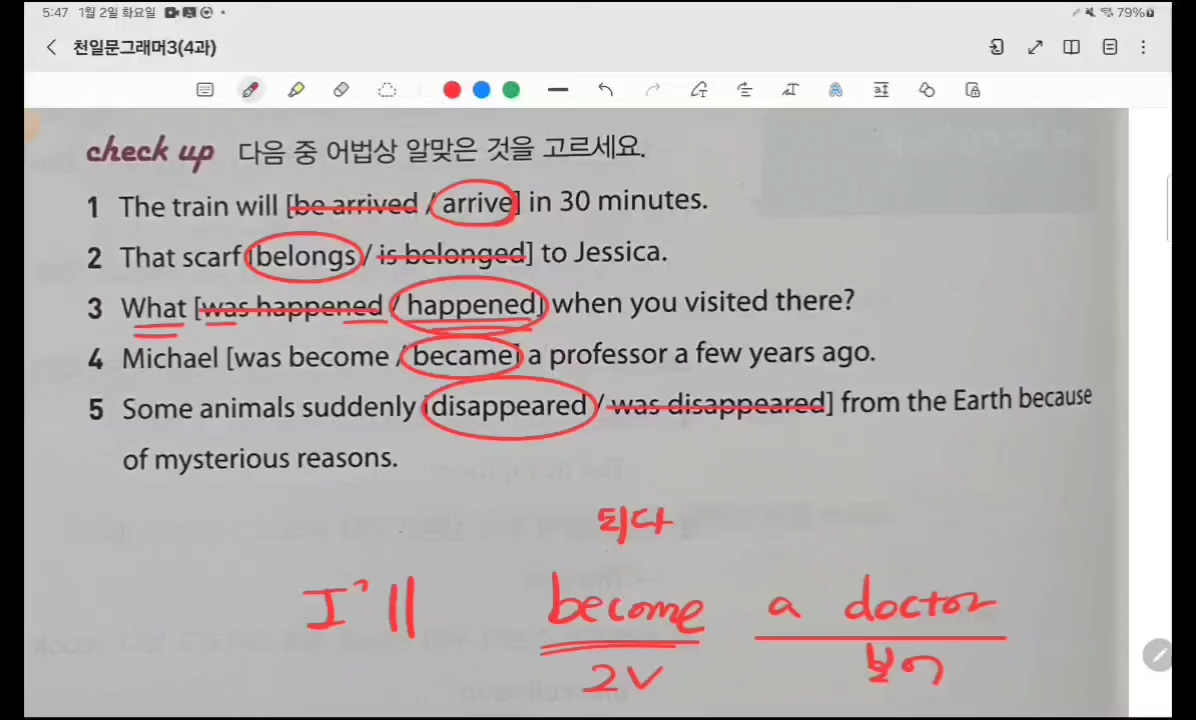 5:47 1월 2일 화요일
79%
천일문그래머3(4과)
check up 다음 중 어법상 알맞은 것을 고르세요.
1 The train will [be arrived / arrive] in 30 minutes.
2 That scarf [belongs / is belonged] to Jessica.
3 What [was happened / happened] when you visited there?
4 Michael [was become / became] a professor a few years ago.
5 Some animals suddenly [disappeared / was disappeared] from the Earth because
of mysterious reasons.
되다
I'll become a doctor
2V 보어